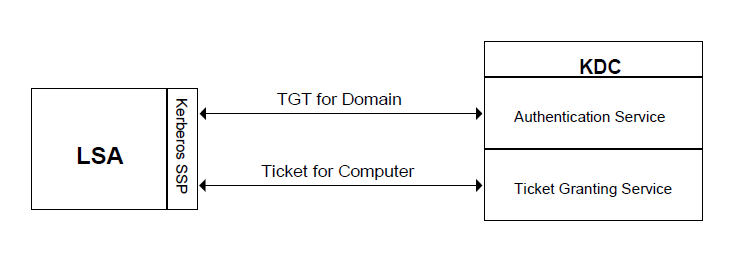 KDC
TGT for Domain
Authentication Service
LSA
Kerberos SSP
Ticket for Computer
Ticket Granting Service